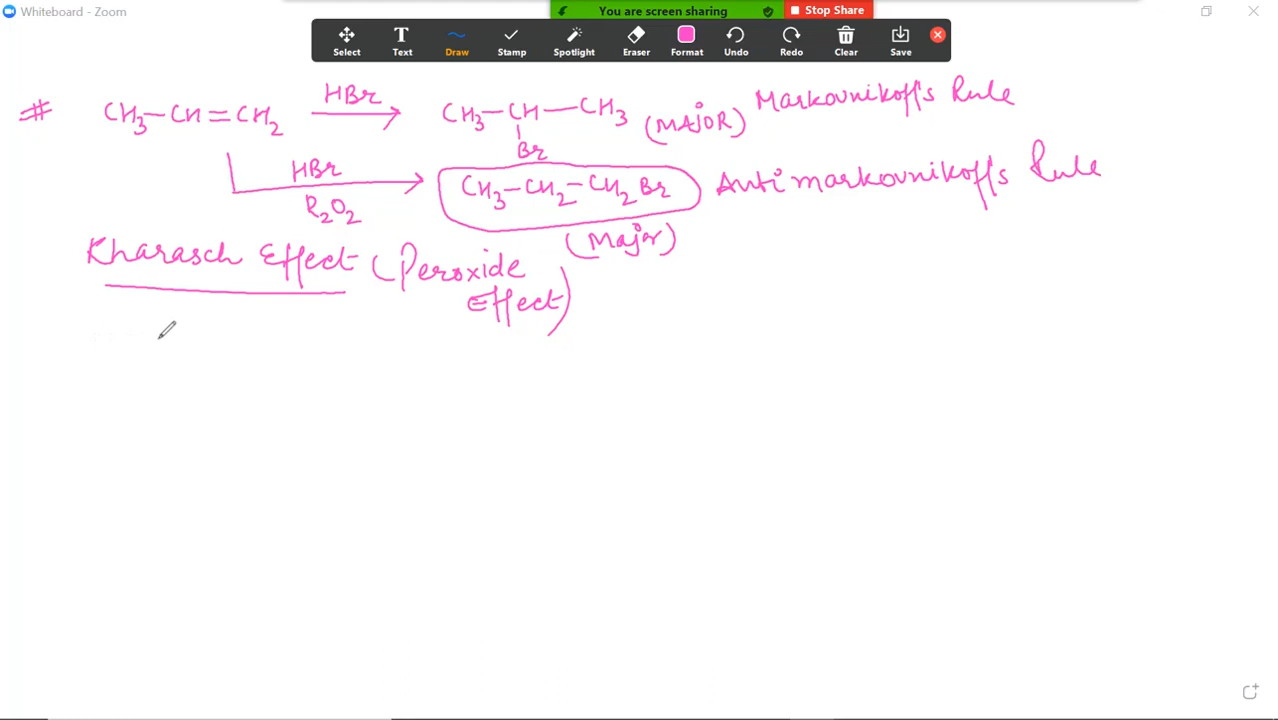 Whiteboard - Zoom
You are screen sharing
Stop Share
Select Text Draw Stamp Spotlight Eraser Format Undo Redo Clear Save
# CH3-CH=CH2 HBr → CH3-CH-CH3 (MAJOR) Markovnikoff's Rule
Br
HBr → CH3-CH2-CH2Br Antimarkovnikoff's Rule
R2O2
(Major)
Kharasch Effect (Peroxide
Effect)